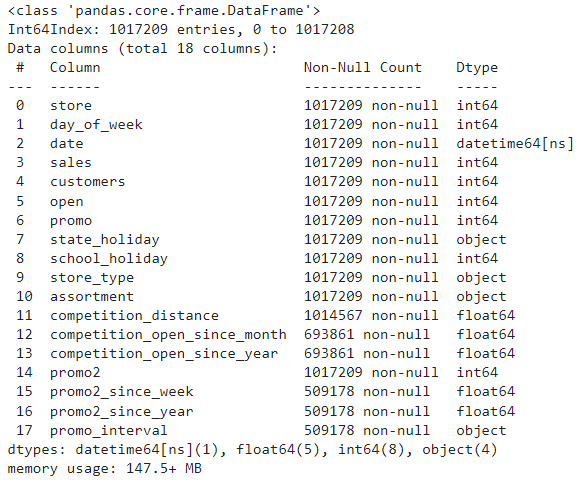 <class 'pandas.core.frame.DataFrame'>
Int64Index: 1017209 entries, 0 to 1017208
Data columns (total 18 columns):
 #   Column                        Non-Null Count    Dtype
---  ------                        --------------    -----
 0   store                         1017209 non-null  int64
 1   day_of_week                   1017209 non-null  int64
 2   date                          1017209 non-null  datetime64[ns]
 3   sales                         1017209 non-null  int64
 4   customers                     1017209 non-null  int64
 5   open                          1017209 non-null  int64
 6   promo                         1017209 non-null  int64
 7   state_holiday                 1017209 non-null  object
 8   school_holiday                1017209 non-null  int64
 9   store_type                    1017209 non-null  object
 10  assortment                    1017209 non-null  object
 11  competition_distance          1014567 non-null  float64
 12  competition_open_since_month  693861 non-null   float64
 13  competition_open_since_year   693861 non-null   float64
 14  promo2                        1017209 non-null  int64
 15  promo2_since_week             509178 non-null   float64
 16  promo2_since_year             509178 non-null   float64
 17  promo_interval                509178 non-null   object
dtypes: datetime64[ns](1), float64(5), int64(8), object(4)
memory usage: 147.5+ MB